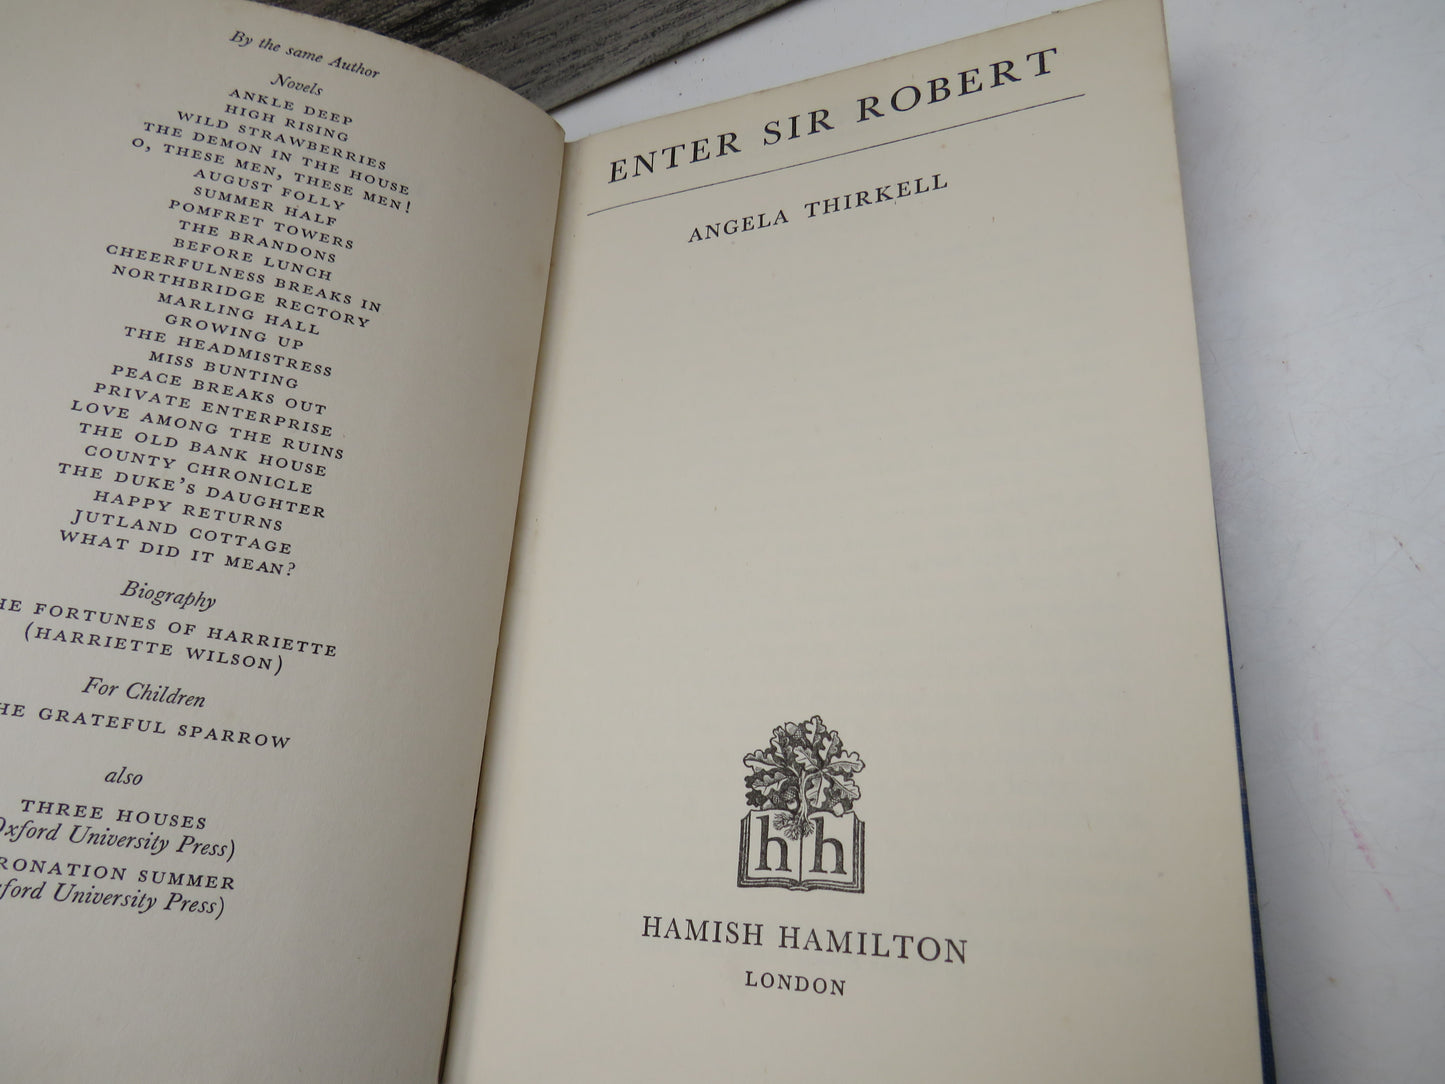 By the same Author
Novels
ANKLE DEEP
HIGH RISING
WILD STRAWBERRIES
THE DEMON IN THE HOUSE
O, THESE MEN, THESE MEN!
AUGUST FOLLY
SUMMER HALF
POMFRET TOWERS
THE BRANDONS
BEFORE LUNCH
CHEERFULNESS BREAKS IN
NORTHBRIDGE RECTORY
MARLING HALL
GROWING UP
THE HEADMISTRESS
MISS BUNTING
PEACE BREAKS OUT
PRIVATE ENTERPRISE
LOVE AMONG THE RUINS
THE OLD BANK HOUSE
COUNTY CHRONICLE
THE DUKE'S DAUGHTER
HAPPY RETURNS
JUTLAND COTTAGE
WHAT DID IT MEAN?
Biography
HE FORTUNES OF HARRIETTE
(HARRIETTE WILSON)
For Children
HE GRATEFUL SPARROW
also
THREE HOUSES
Oxford University Press)
RONATION SUMMER
ford University Press)
ENTER SIR ROBERT
ANGELA THIRKELL
h h
HAMISH HAMILTON
LONDON